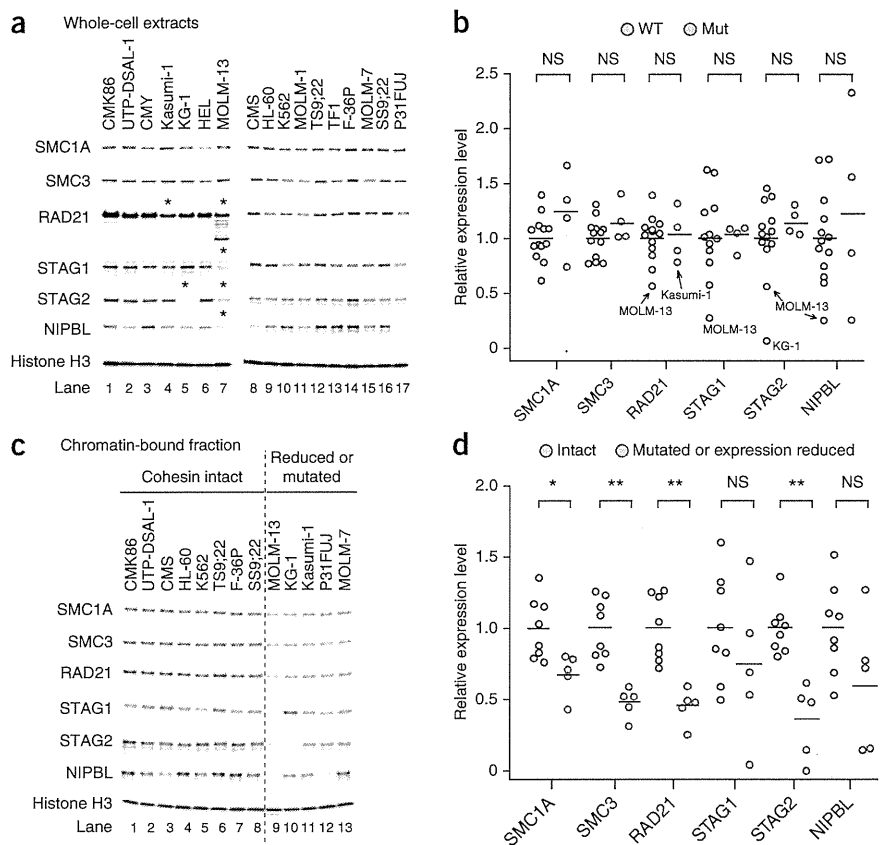 a
Whole-cell extracts
CMK86
UTP-DSAL-1
CMY
Kasumi-1
KG-1
HEL
MOLM-13
CMS
HL-60
K562
MOLM-1
TS9;22
TF1
F-36P
MOLM-7
SS9;22
P31FUJ
SMC1A
SMC3
* *
RAD21
*
STAG1
* *
STAG2
*
NIPBL
Histone H3
Lane 1 2 3 4 5 6 7 8 9 10 11 12 13 14 15 16 17
b
WT Mut
NS NS NS NS NS NS
Relative expression level
2.5
2.0
1.5
1.0
0.5
0
MOLM-13
Kasumi-1
MOLM-13
KG-1
MOLM-13
SMC1A
SMC3
RAD21
STAG1
STAG2
NIPBL
c
Chromatin-bound fraction
Cohesin intact
Reduced or
mutated
CMK86
UTP-DSAL-1
CMS
HL-60
K562
TS9;22
F-36P
SS9;22
MOLM-13
KG-1
Kasumi-1
P31FUJ
MOLM-7
SMC1A
SMC3
RAD21
STAG1
STAG2
NIPBL
Histone H3
Lane 1 2 3 4 5 6 7 8 9 10 11 12 13
d
Intact Mutated or expression reduced
* ** ** NS ** NS
Relative expression level
2.0
1.5
1.0
0.5
0
SMC1A
SMC3
RAD21
STAG1
STAG2
NIPBL